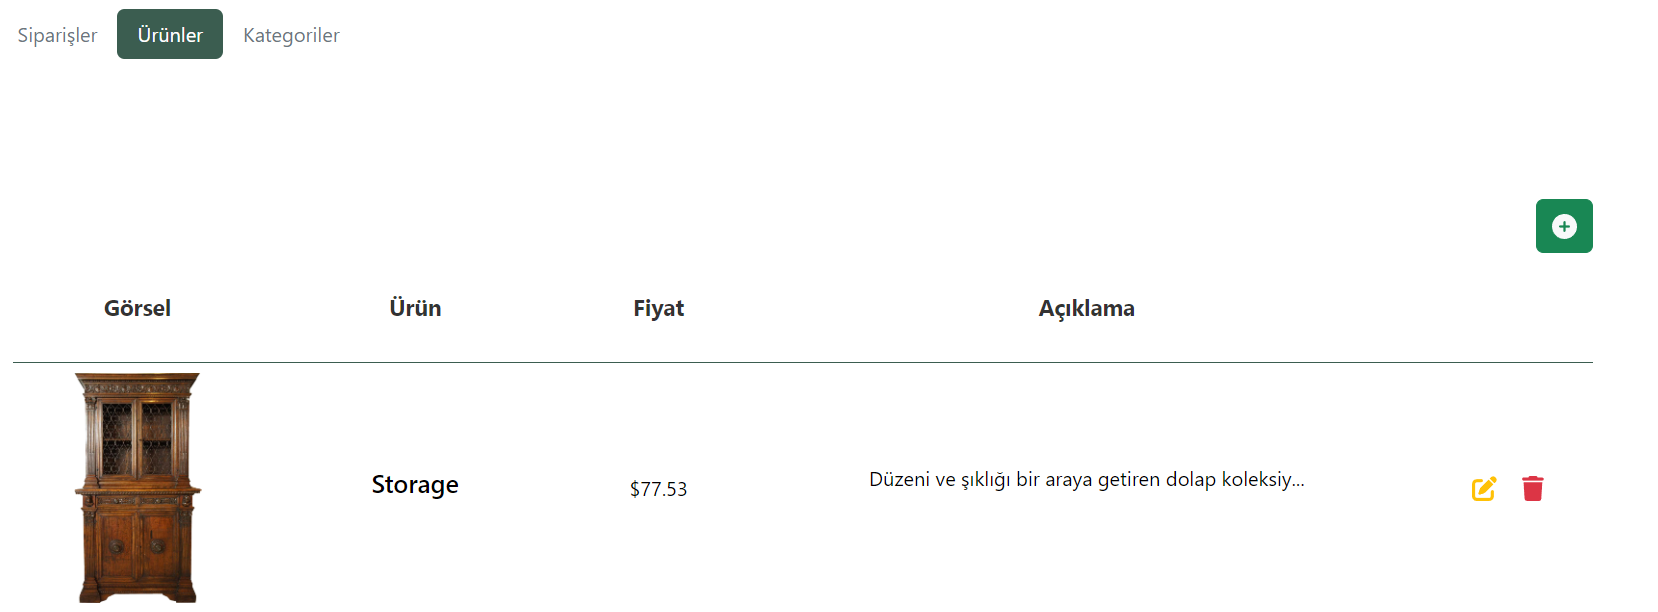 Siparişler Ürünler Kategoriler
Görsel Ürün Fiyat Açıklama
Storage $77.53 Düzeni ve şıklığı bir araya getiren dolap koleksiy...